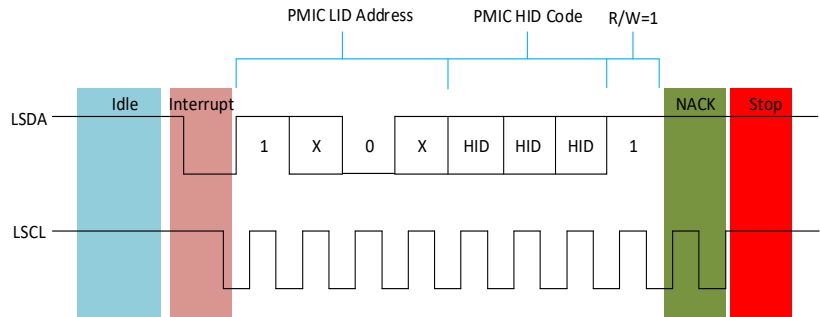 PMIC LID Address PMIC HID Code R/W=1
Idle Interrupt NACK Stop
LSDA
1 X 0 X HID HID HID 1
LSCL